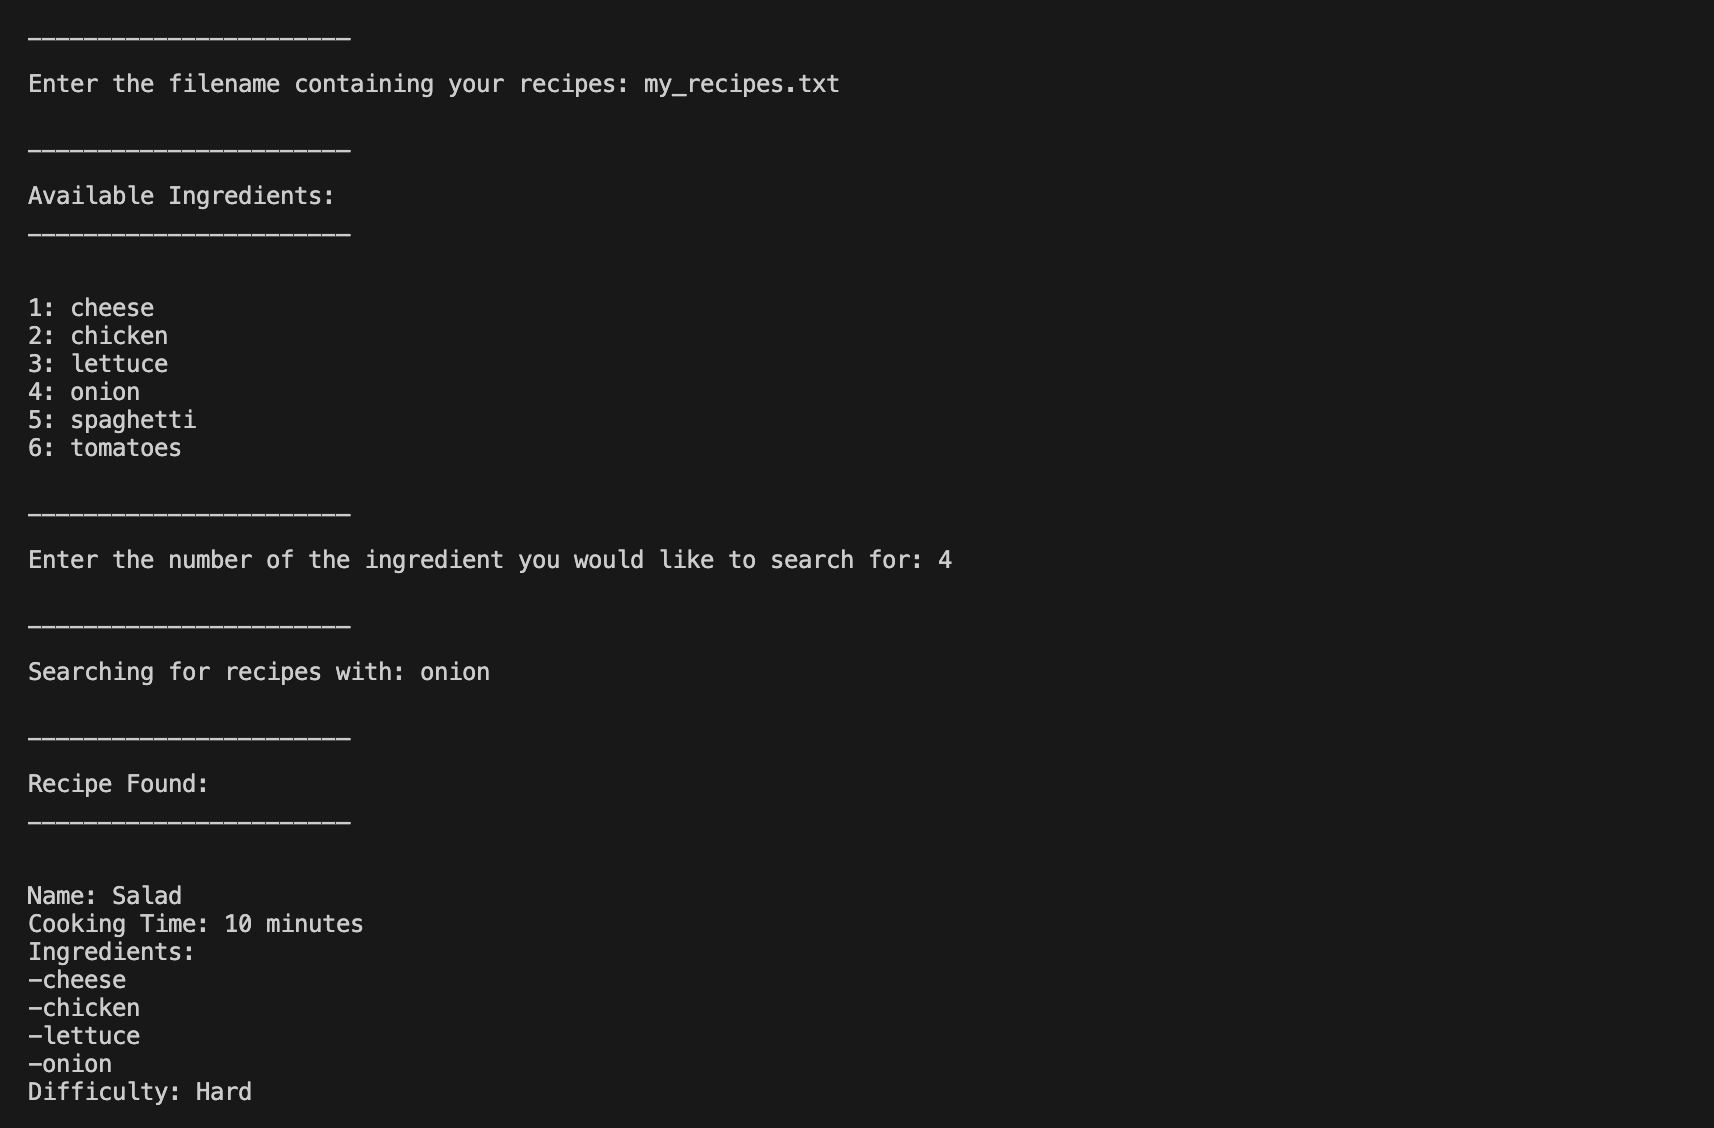 -----------------------
Enter the filename containing your recipes: my_recipes.txt
-----------------------
Available Ingredients:
-----------------------
1: cheese
2: chicken
3: lettuce
4: onion
5: spaghetti
6: tomatoes
-----------------------
Enter the number of the ingredient you would like to search for: 4
-----------------------
Searching for recipes with: onion
-----------------------
Recipe Found:
-----------------------
Name: Salad
Cooking Time: 10 minutes
Ingredients:
-cheese
-chicken
-lettuce
-onion
Difficulty: Hard